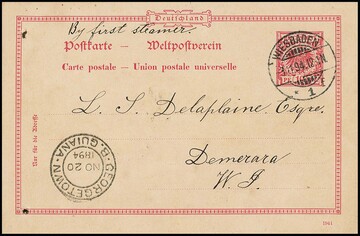 Deutschland
By first steamer.
Postkarte — Weltpostverein
Carte postale — Union postale universelle
WIESBADEN
1
L. S. Delaplaine, Esqre.
Demerara
W. I.
Nur für die Adresse
GEORGETOWN B. GUIANA
NO 20
1894